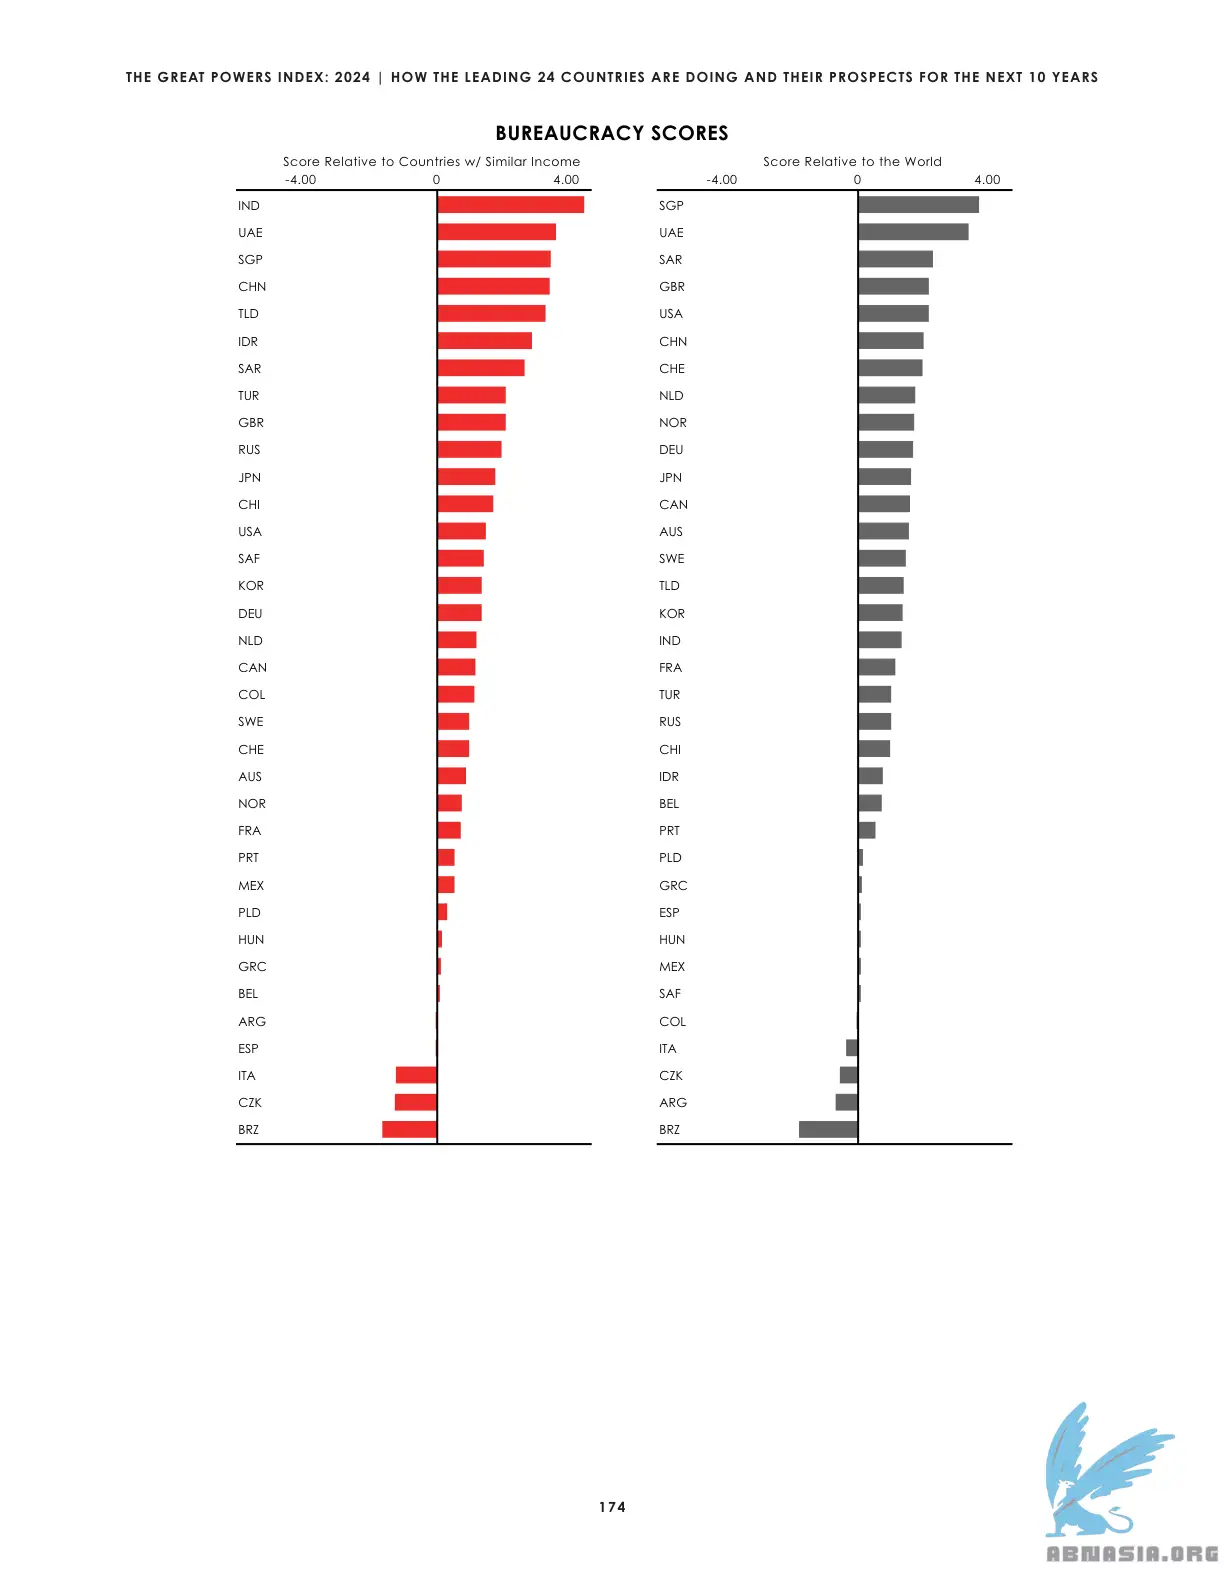 THE GREAT POWERS INDEX: 2024 | HOW THE LEADING 24 COUNTRIES ARE DOING AND THEIR PROSPECTS FOR THE NEXT 10 YEARS
BUREAUCRACY SCORES
Score Relative to Countries w/ Similar Income
-4.00 0 4.00
IND
UAE
SGP
CHN
TLD
IDR
SAR
TUR
GBR
RUS
JPN
CHI
USA
SAF
KOR
DEU
NLD
CAN
COL
SWE
CHE
AUS
NOR
FRA
PRT
MEX
PLD
HUN
GRC
BEL
ARG
ESP
ITA
CZK
BRZ
Score Relative to the World
-4.00 0 4.00
SGP
UAE
SAR
GBR
USA
CHN
CHE
NLD
NOR
DEU
JPN
CAN
AUS
SWE
TLD
KOR
IND
FRA
TUR
RUS
CHI
IDR
BEL
PRT
PLD
GRC
ESP
HUN
MEX
SAF
COL
ITA
CZK
ARG
BRZ
174
ABMASIA.ORG